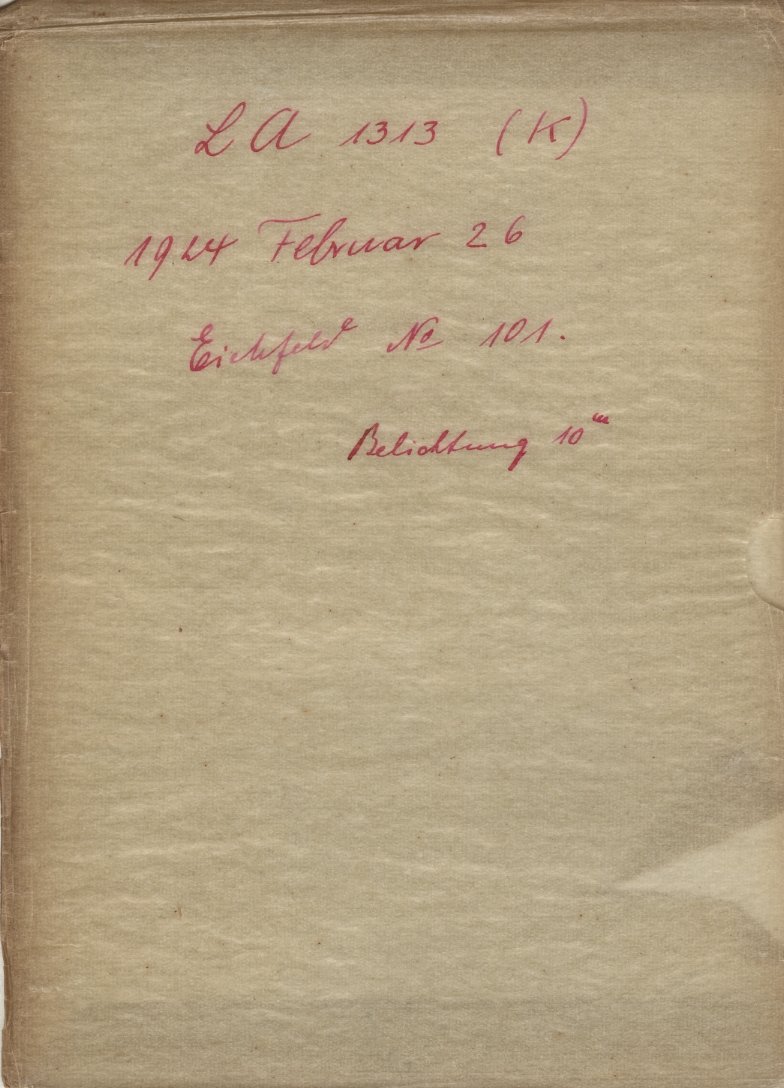 LA 1313 (K)
1924 Februar 26
Eichfeld № 101.
Belichtung 10ᵐ